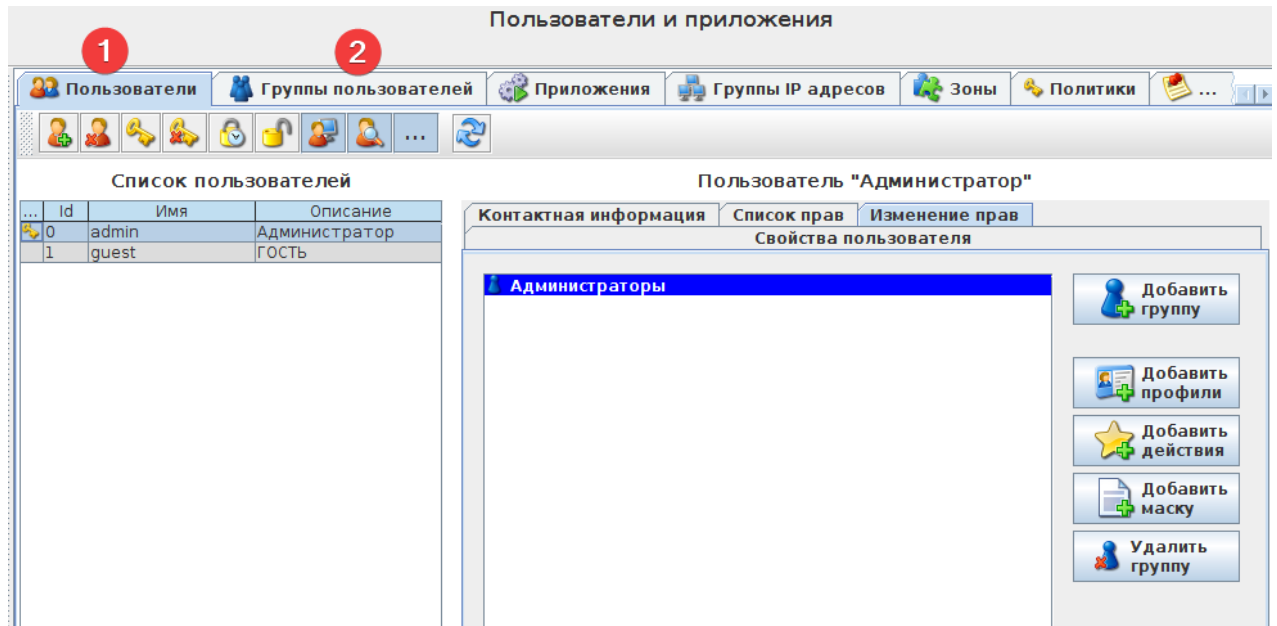 Пользователи и приложения
1
2
Пользователи
Группы пользователей
Приложения
Группы IP адресов
Зоны
Политики
...
...
Список пользователей
... Id Имя Описание
0 admin Администратор
1 guest ГОСТЬ
Пользователь "Администратор"
Контактная информация
Список прав
Изменение прав
Свойства пользователя
Администраторы
Добавить
группу
Добавить
профили
Добавить
действия
Добавить
маску
Удалить
группу